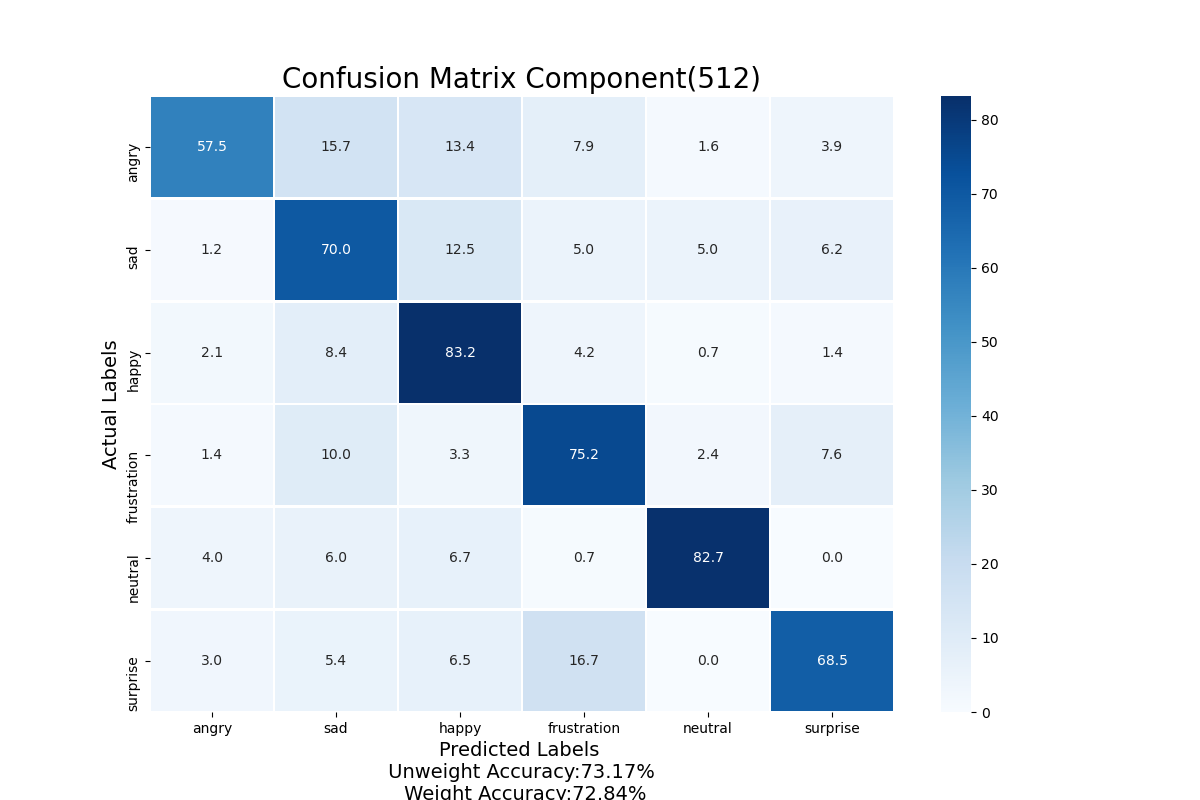 Confusion Matrix Component(512)
Actual Labels
angry 57.5 15.7 13.4 7.9 1.6 3.9
sad 1.2 70.0 12.5 5.0 5.0 6.2
happy 2.1 8.4 83.2 4.2 0.7 1.4
frustration 1.4 10.0 3.3 75.2 2.4 7.6
neutral 4.0 6.0 6.7 0.7 82.7 0.0
surprise 3.0 5.4 6.5 16.7 0.0 68.5
angry sad happy frustration neutral surprise
Predicted Labels
Unweight Accuracy:73.17%
Weight Accuracy:72.84%
80
70
60
50
40
30
20
10
0